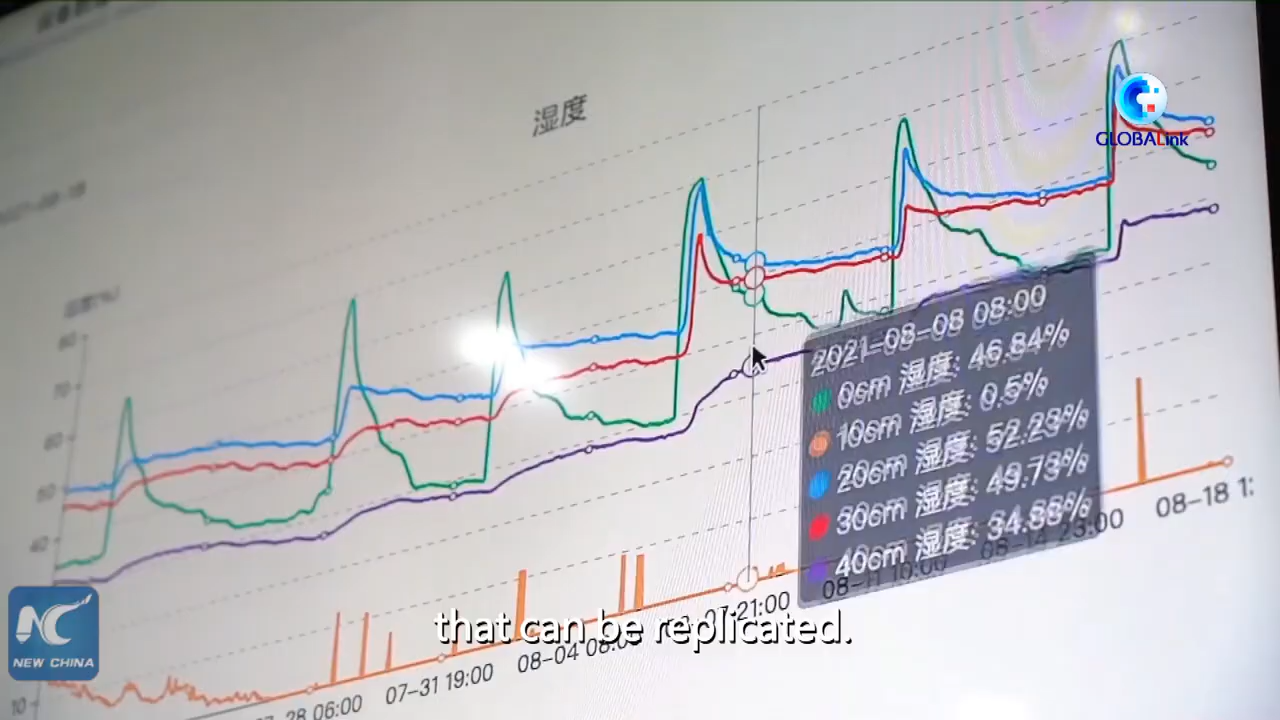 GLOBALink
湿度
80
70
60
50
40
10
2021-08-08 08:00
0cm 湿度: 46.84%
10cm 湿度: 0.5%
20cm 湿度: 52.23%
30cm 湿度: 49.73%
40cm 湿度: 34.88%
28 06:00
07-31 19:00
08-04 08:00
07 21:00
08-11 10:00
08-14 23:00
08-18 1:
that can be replicated.
NC
NEW CHINA